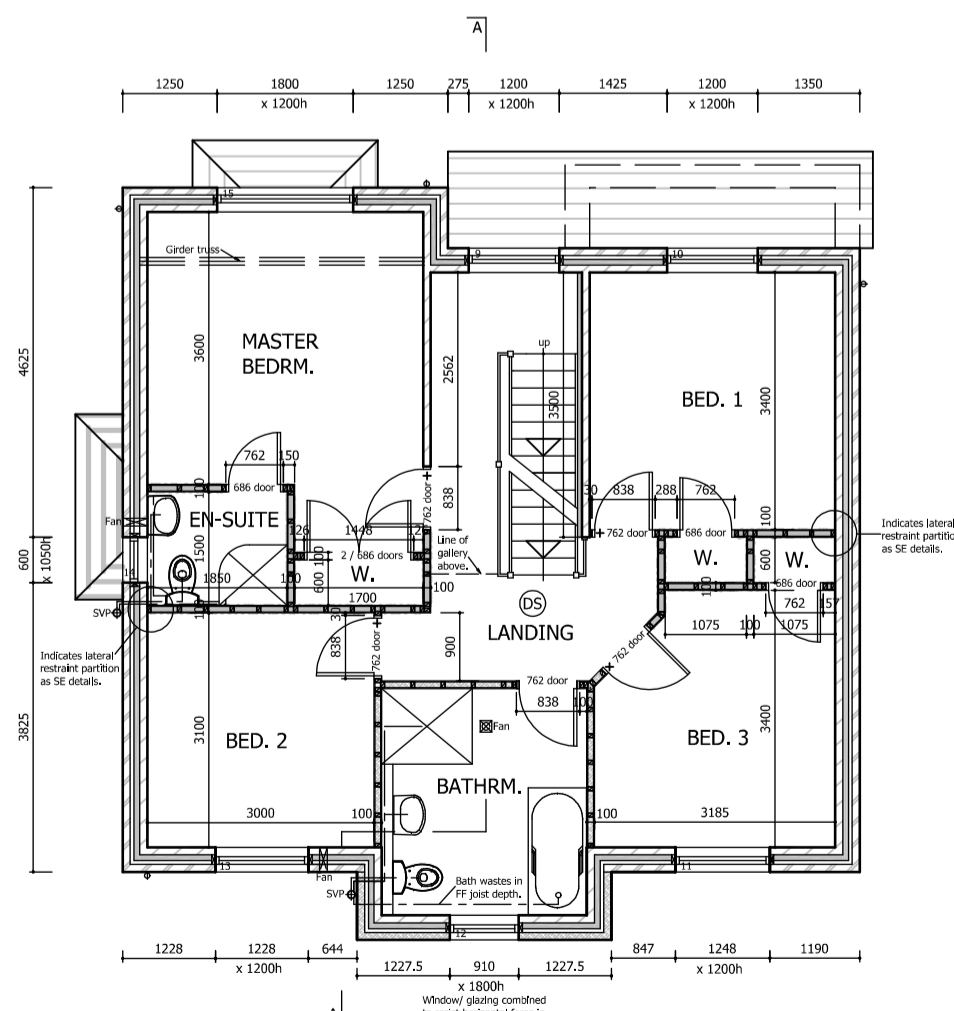 A
1250 1800 1250 275 1200 1425 1200 1350
x 1200h x 1200h x 1200h
15
9
10
Girder truss
4625
3600
MASTER
BEDRM.
2562
up
3500
BED. 1
3400
762 150
686 door
100
838
762 door
30 838 288 762
762 door
686 door
100
Fan
EN-SUITE
126 1448 126
2 / 686 doors
Line of
gallery
above.
Indicates lateral
restraint partition
as SE details.
600
x 1050h
14
1500
1850
100
600
100
W.
1700
100
W.
100
600
W.
686 door
762 157
SVP
100
30
DS
LANDING
1075 100 1075
Indicates lateral
restraint partition
as SE details.
838
762 door
900
762 door
762 door
838 100
3825
3100
BED. 2
Fan
BATHRM.
BED. 3
3400
3000
100
100
3185
13
Fan
SVP
Bath wastes in
FF joist depth.
11
12
1228 1228 644
x 1200h
1227.5 910 1227.5
x 1800h
847 1248 1190
x 1200h
Window/ glazing combined